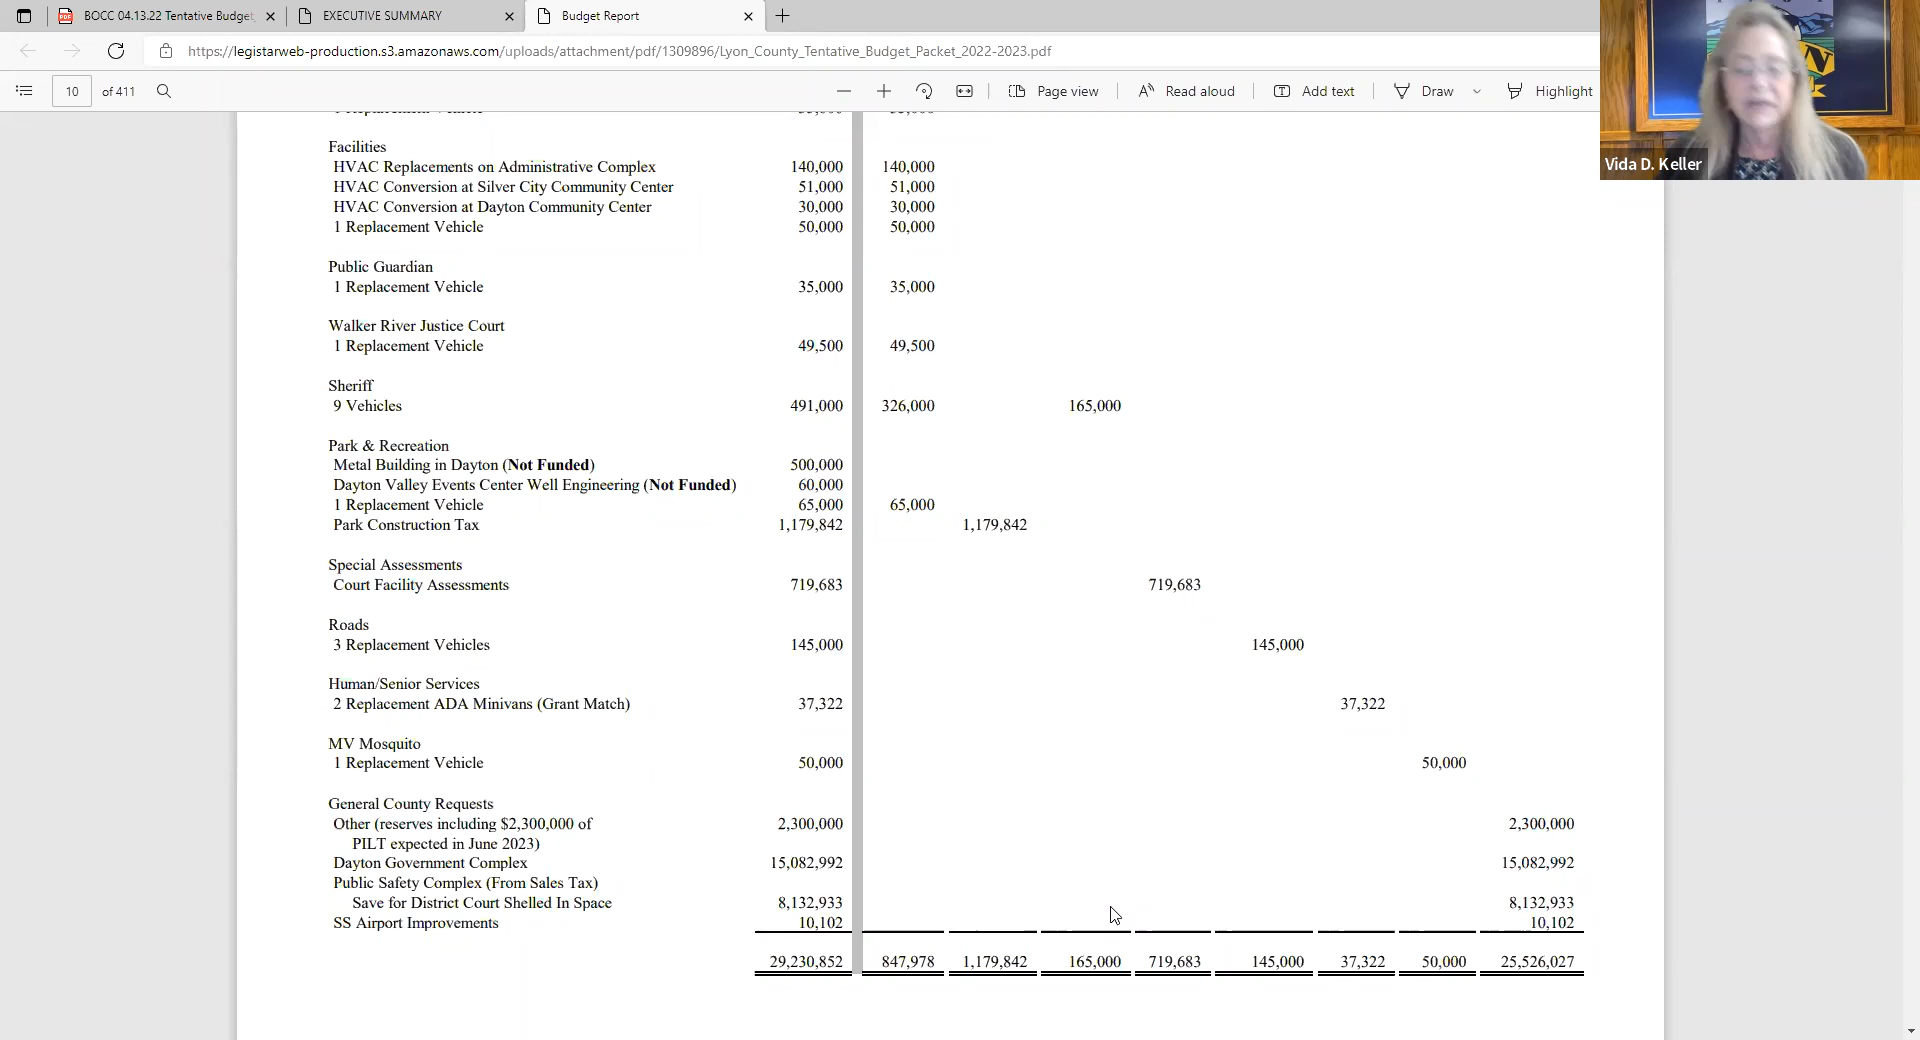 BOCC 04.13.22 Tentative Budget
EXECUTIVE SUMMARY
Budget Report
https://legistarweb-production.s3.amazonaws.com/uploads/attachment/pdf/1309896/Lyon_County_Tentative_Budget_Packet_2022-2023.pdf
10 of 411
Page view
Read aloud
Add text
Draw
Highlight
Vida D. Keller
Facilities
HVAC Replacements on Administrative Complex 140,000 140,000
HVAC Conversion at Silver City Community Center 51,000 51,000
HVAC Conversion at Dayton Community Center 30,000 30,000
1 Replacement Vehicle 50,000 50,000
Public Guardian
1 Replacement Vehicle 35,000 35,000
Walker River Justice Court
1 Replacement Vehicle 49,500 49,500
Sheriff
9 Vehicles 491,000 326,000 165,000
Park & Recreation
Metal Building in Dayton (Not Funded) 500,000
Dayton Valley Events Center Well Engineering (Not Funded) 60,000
1 Replacement Vehicle 65,000 65,000
Park Construction Tax 1,179,842 1,179,842
Special Assessments
Court Facility Assessments 719,683 719,683
Roads
3 Replacement Vehicles 145,000 145,000
Human/Senior Services
2 Replacement ADA Minivans (Grant Match) 37,322 37,322
MV Mosquito
1 Replacement Vehicle 50,000 50,000
General County Requests
Other (reserves including $2,300,000 of 2,300,000 2,300,000
PILT expected in June 2023)
Dayton Government Complex 15,082,992 15,082,992
Public Safety Complex (From Sales Tax)
Save for District Court Shelled In Space 8,132,933 8,132,933
SS Airport Improvements 10,102 10,102
29,230,852 847,978 1,179,842 165,000 719,683 145,000 37,322 50,000 25,526,027